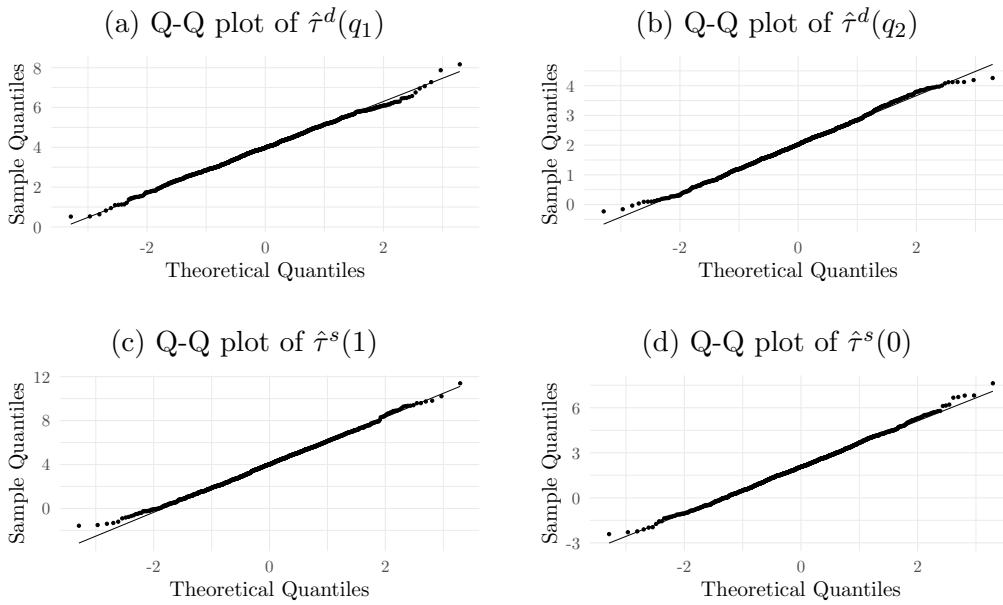 (a) Q-Q plot of τ̂ᵈ(q₁)
8
6
4
2
0
Sample Quantiles
-2 0 2
Theoretical Quantiles
(b) Q-Q plot of τ̂ᵈ(q₂)
4
3
2
1
0
Sample Quantiles
-2 0 2
Theoretical Quantiles
(c) Q-Q plot of τ̂ˢ(1)
12
8
4
0
Sample Quantiles
-2 0 2
Theoretical Quantiles
(d) Q-Q plot of τ̂ˢ(0)
6
3
0
-3
Sample Quantiles
-2 0 2
Theoretical Quantiles